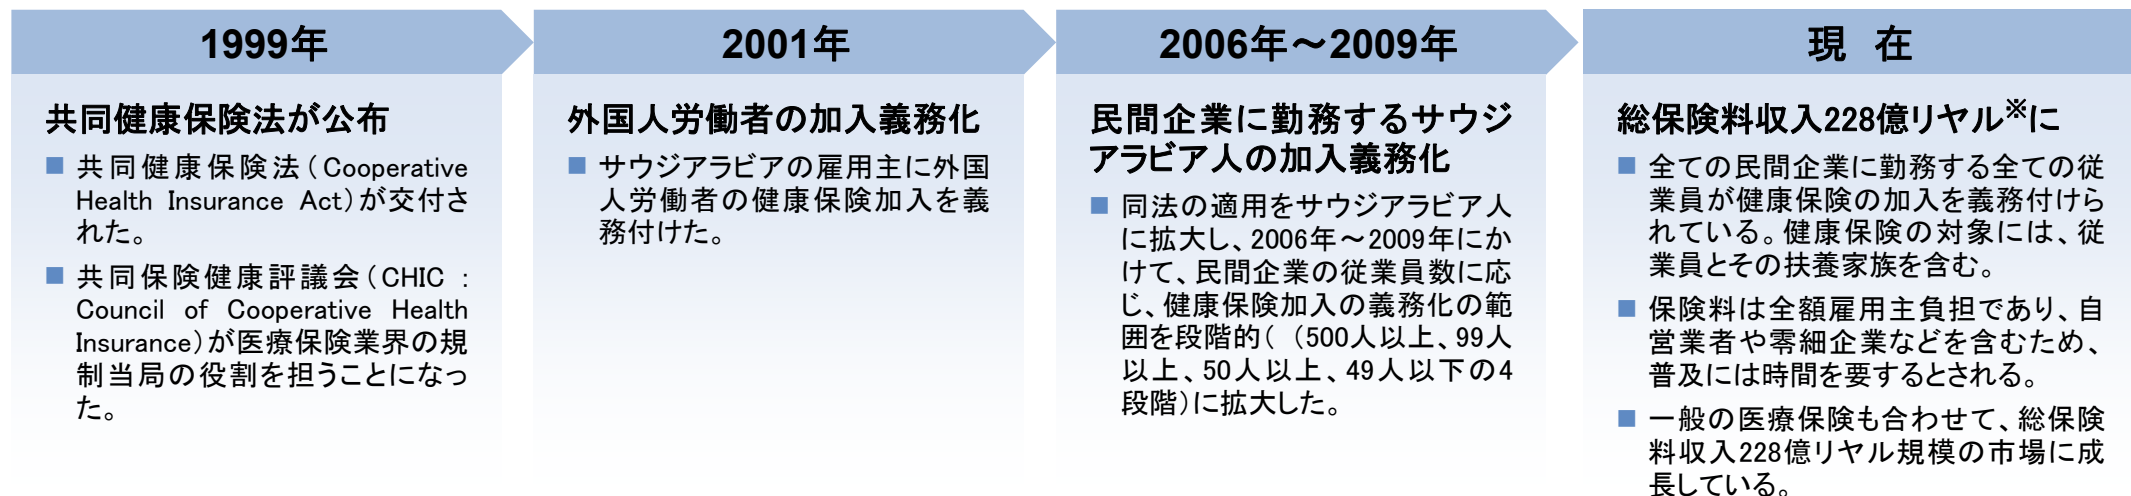 1999年
共同健康保険法が公布
■ 共同健康保険法（Cooperative
Health Insurance Act）が交付さ
れた。
■ 共同保険健康評議会（CHIC：
Council of Cooperative Health
Insurance）が医療保険業界の規
制当局の役割を担うことになっ
た。
2001年
外国人労働者の加入義務化
■ サウジアラビアの雇用主に外国
人労働者の健康保険加入を義
務付けた。
2006年～2009年
民間企業に勤務するサウジ
アラビア人の加入義務化
■ 同法の適用をサウジアラビア人
に拡大し、2006年～2009年にか
けて、民間企業の従業員数に応
じ、健康保険加入の義務化の範
囲を段階的（ （500人以上、99人
以上、50人以上、49人以下の4
段階）に拡大した。
現 在
総保険料収入228億リヤル※に
■ 全ての民間企業に勤務する全ての従
業員が健康保険の加入を義務付けら
れている。健康保険の対象には、従
業員とその扶養家族を含む。
■ 保険料は全額雇用主負担であり、自
営業者や零細企業などを含むため、
普及には時間を要するとされる。
■ 一般の医療保険も合わせて、総保険
料収入228億リヤル規模の市場に成
長している。